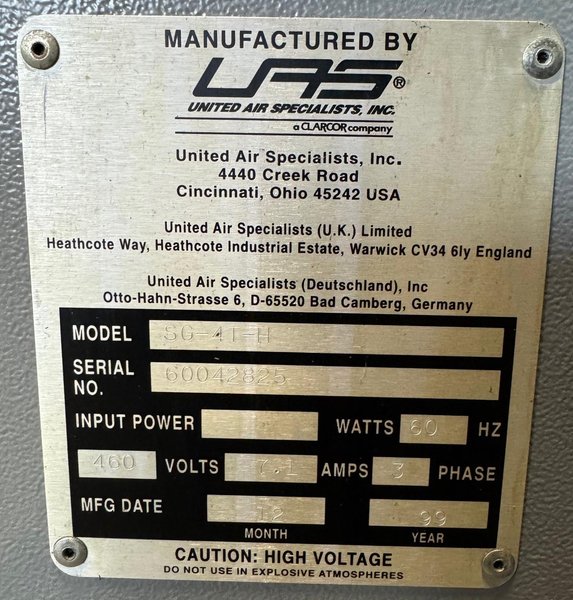 MANUFACTURED BY
UAS®
UNITED AIR SPECIALISTS, INC.
a CLARCOR company
United Air Specialists, Inc.
4440 Creek Road
Cincinnati, Ohio 45242 USA
United Air Specialists (U.K.) Limited
Heathcote Way, Heathcote Industrial Estate, Warwick CV34 6ly England
United Air Specialists (Deutschland), Inc
Otto-Hahn-Strasse 6, D-65520 Bad Camberg, Germany
MODEL SG-4T-H
SERIAL NO. 60042825
INPUT POWER WATTS 60 HZ
460 VOLTS 7.1 AMPS 3 PHASE
MFG DATE 12 99
MONTH YEAR
CAUTION: HIGH VOLTAGE
DO NOT USE IN EXPLOSIVE ATMOSPHERES